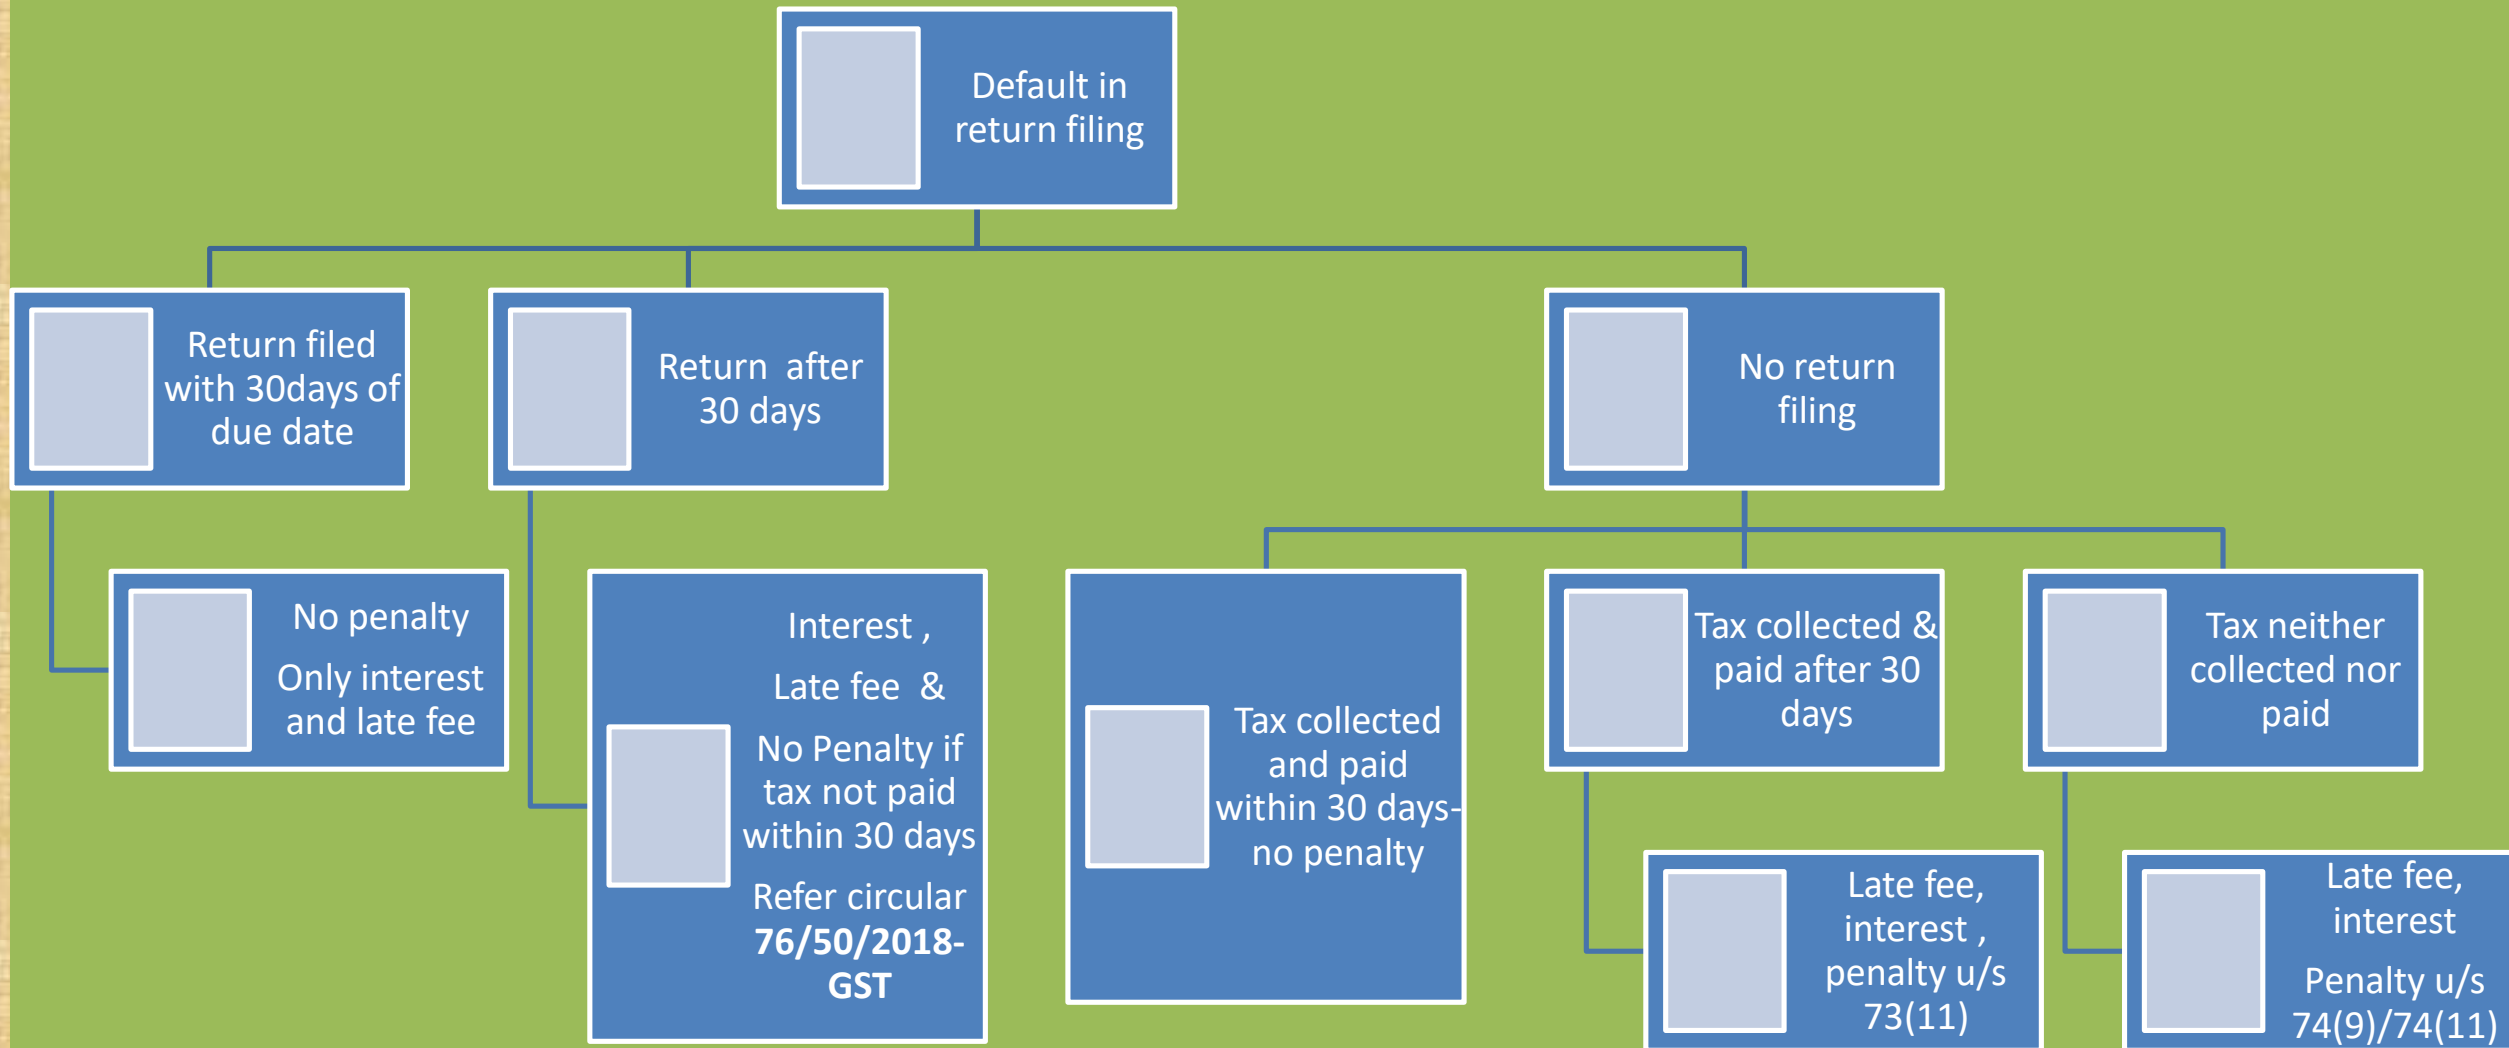 Default in
return filing
Return filed
with 30days of
due date
Return after
30 days
No return
filing
No penalty
Only interest
and late fee
Interest ,
Late fee &
No Penalty if
tax not paid
within 30 days
Refer circular
76/50/2018-
GST
Tax collected
and paid
within 30 days-
no penalty
Tax collected &
paid after 30
days
Tax neither
collected nor
paid
Late fee,
interest ,
penalty u/s
73(11)
Late fee,
interest
Penalty u/s
74(9)/74(11)